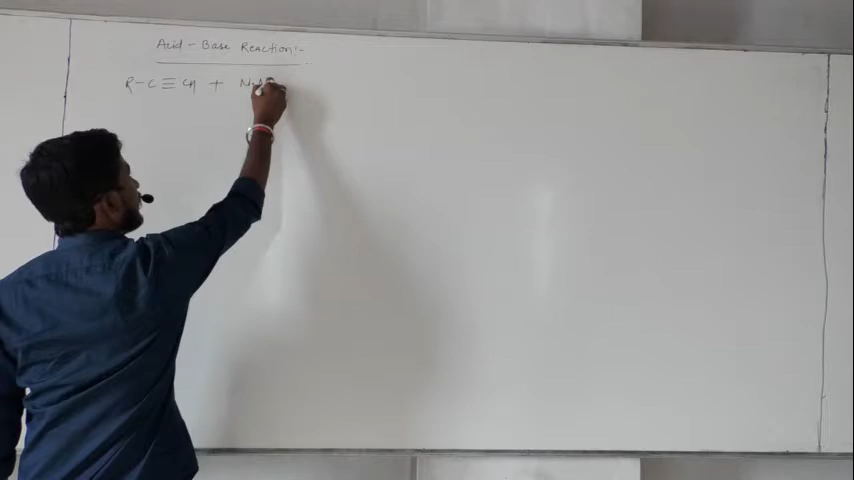 Acid - Base Reaction:-
R-C≡CH +